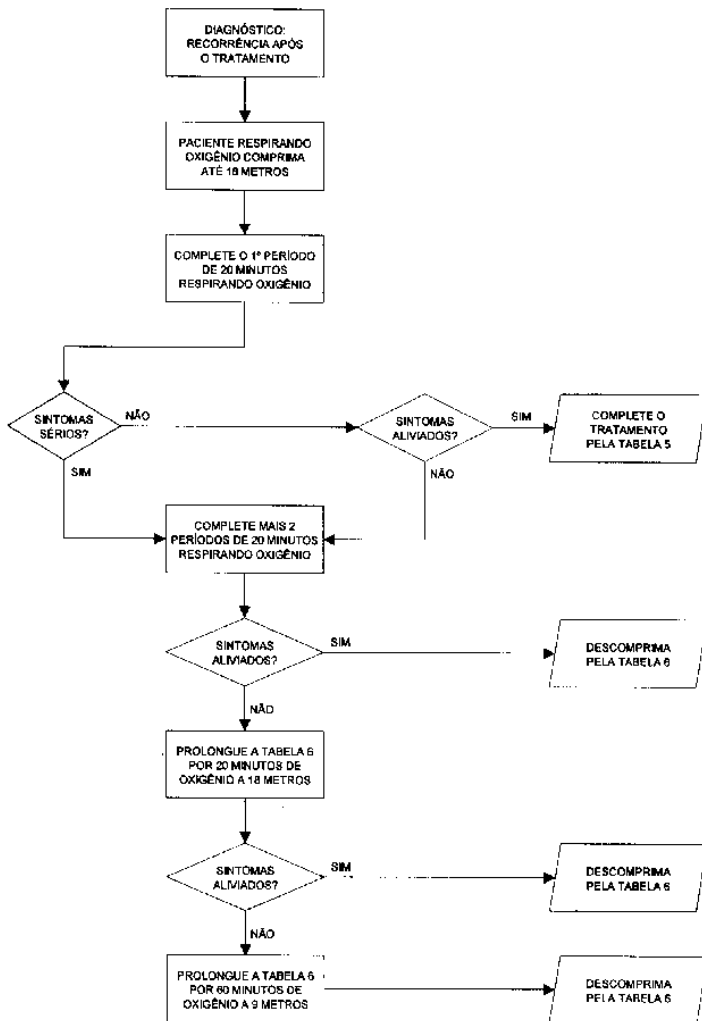 DIAGNÓSTICO:
RECORRÊNCIA APÓS
O TRATAMENTO
PACIENTE RESPIRANDO
OXIGÊNIO COMPRIMA
ATÉ 18 METROS
COMPLETE O 1º PERÍODO
DE 20 MINUTOS
RESPIRANDO OXIGÊNIO
SINTOMAS
SÉRIOS?
NÃO
SIM
SINTOMAS
ALIVIADOS?
SIM
NÃO
COMPLETE O
TRATAMENTO
PELA TABELA 5
COMPLETE MAIS 2
PERÍODOS DE 20 MINUTOS
RESPIRANDO OXIGÊNIO
SINTOMAS
ALIVIADOS?
SIM
NÃO
DESCOMPRIMA
PELA TABELA 6
PROLONGUE A TABELA 6
POR 20 MINUTOS DE
OXIGÊNIO A 18 METROS
SINTOMAS
ALIVIADOS?
SIM
NÃO
DESCOMPRIMA
PELA TABELA 6
PROLONGUE A TABELA 6
POR 60 MINUTOS DE
OXIGÊNIO A 9 METROS
DESCOMPRIMA
PELA TABELA 6